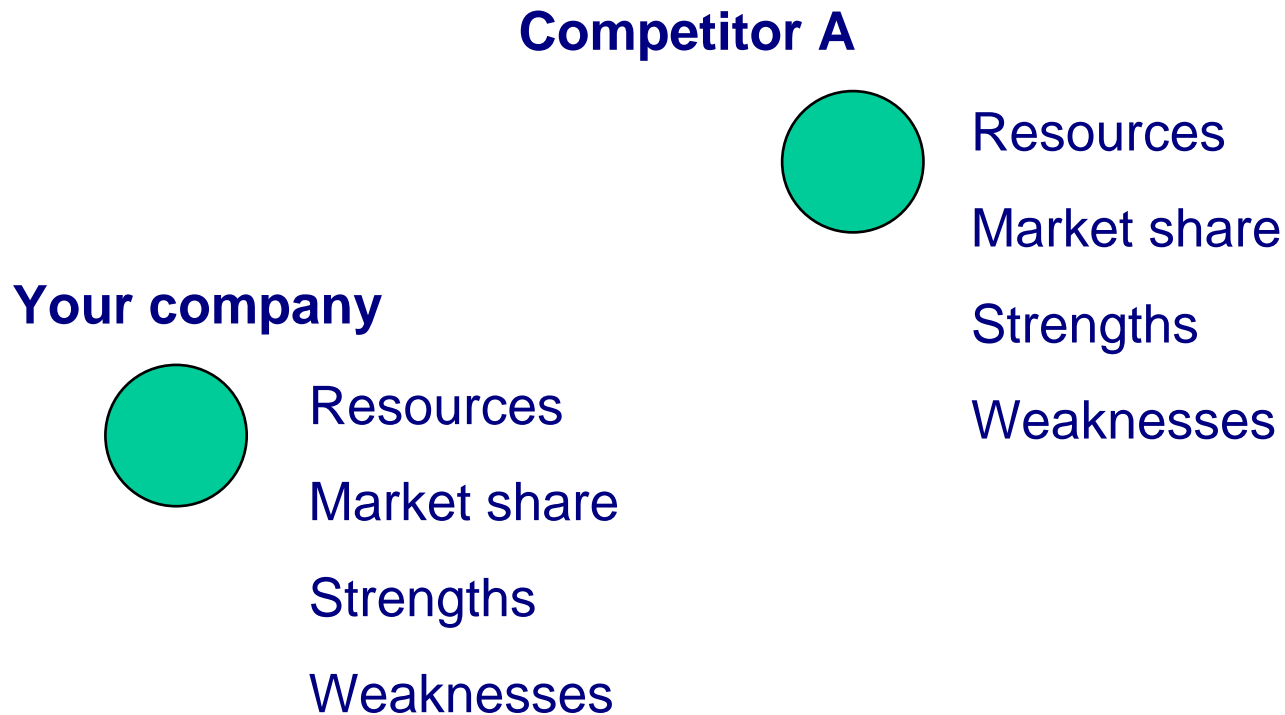 Competitor A
Resources
Market share
Strengths
Weaknesses
Your company
Resources
Market share
Strengths
Weaknesses